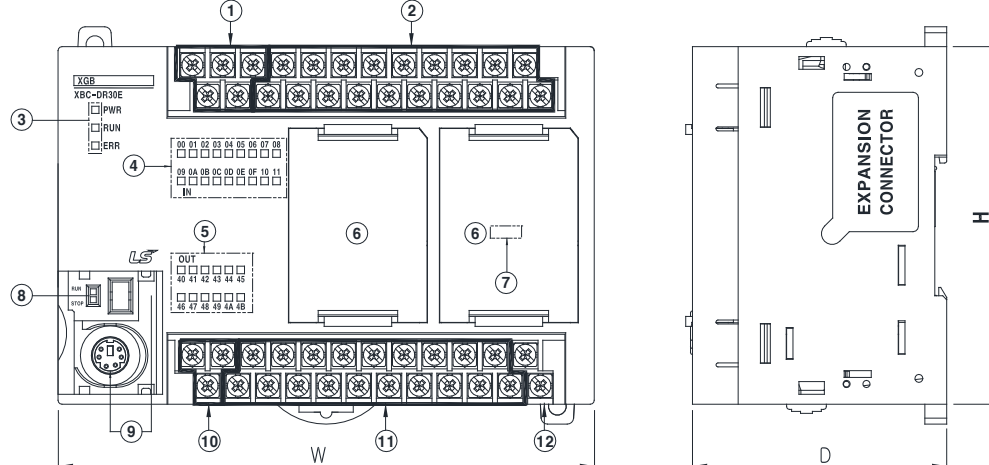 1 2
XGB
XBC-DR30E
3
PWR
RUN
ERR
4
00 01 02 03 04 05 06 07 08
09 0A 0B 0C 0D 0E 0F 10 11
IN
5
OUT
40 41 42 43 44 45
46 47 48 49 4A 4B
6 6
7
LS
8
RUN
STOP
9
10 11 12
W
EXPANSION
CONNECTOR
H
D